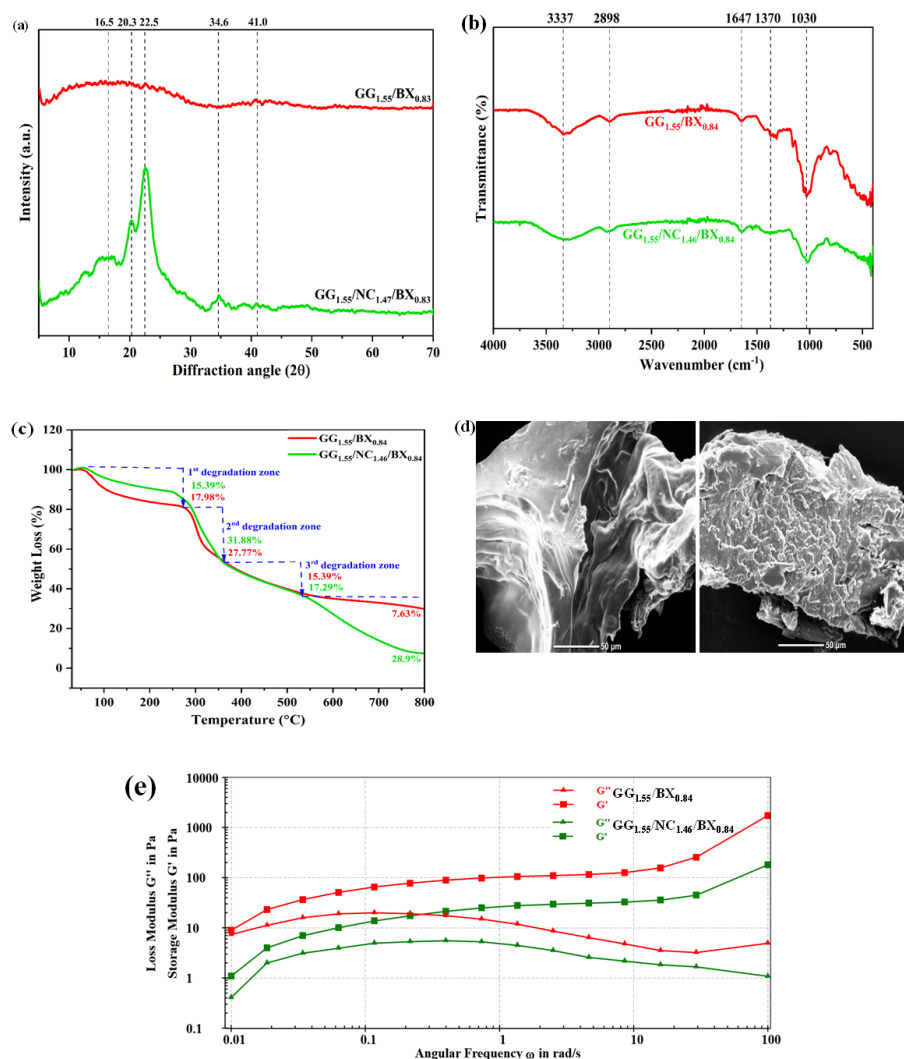 (a)
16.5 20.3 22.5 34.6 41.0
GG1.55/BX0.83
GG1.55/NC1.47/BX0.83
Intensity (a.u.)
10 20 30 40 50 60 70
Diffraction angle (2θ)
(b)
3337 2898 1647 1370 1030
GG1.55/BX0.84
GG1.55/NC1.46/BX0.84
Transmittance (%)
4000 3500 3000 2500 2000 1500 1000 500
Wavenumber (cm-1)
(c)
120
100
80
60
40
20
0
Weight Loss (%)
GG1.55/BX0.84
GG1.55/NC1.46/BX0.84
1st degradation zone
15.39%
17.98%
2nd degradation zone
31.88%
27.77%
3rd degradation zone
15.39%
17.29%
7.63%
28.9%
100 200 300 400 500 600 700 800
Temperature (°C)
(d)
50 µm
50 µm
(e)
10000
1000
100
10
1
0.1
Loss Modulus G'' in Pa
Storage Modulus G' in Pa
G'' GG1.55/BX0.84
G'
G'' GG1.55/NC1.46/BX0.84
G'
0.01 0.1 1 10 100
Angular Frequency ω in rad/s